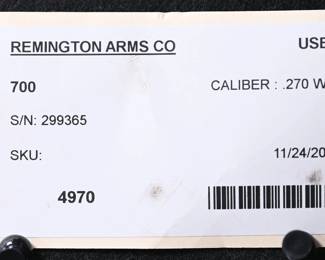 REMINGTON ARMS CO USE
700 CALIBER : .270 W
S/N: 299365
SKU: 11/24/20
4970